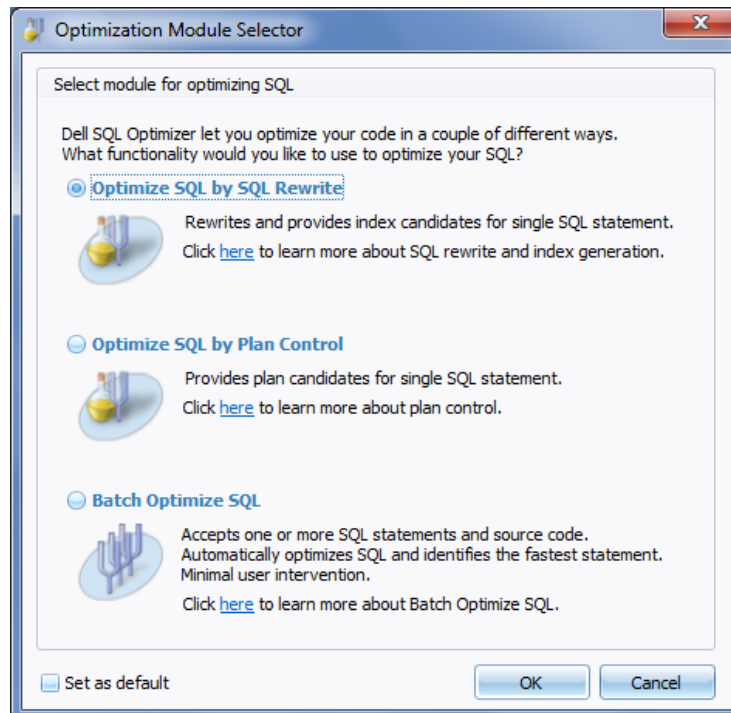 Optimization Module Selector
Select module for optimizing SQL
Dell SQL Optimizer let you optimize your code in a couple of different ways.
What functionality would you like to use to optimize your SQL?
Optimize SQL by SQL Rewrite
Rewrites and provides index candidates for single SQL statement.
Click here to learn more about SQL rewrite and index generation.
Optimize SQL by Plan Control
Provides plan candidates for single SQL statement.
Click here to learn more about plan control.
Batch Optimize SQL
Accepts one or more SQL statements and source code.
Automatically optimizes SQL and identifies the fastest statement.
Minimal user intervention.
Click here to learn more about Batch Optimize SQL.
Set as default
OK
Cancel